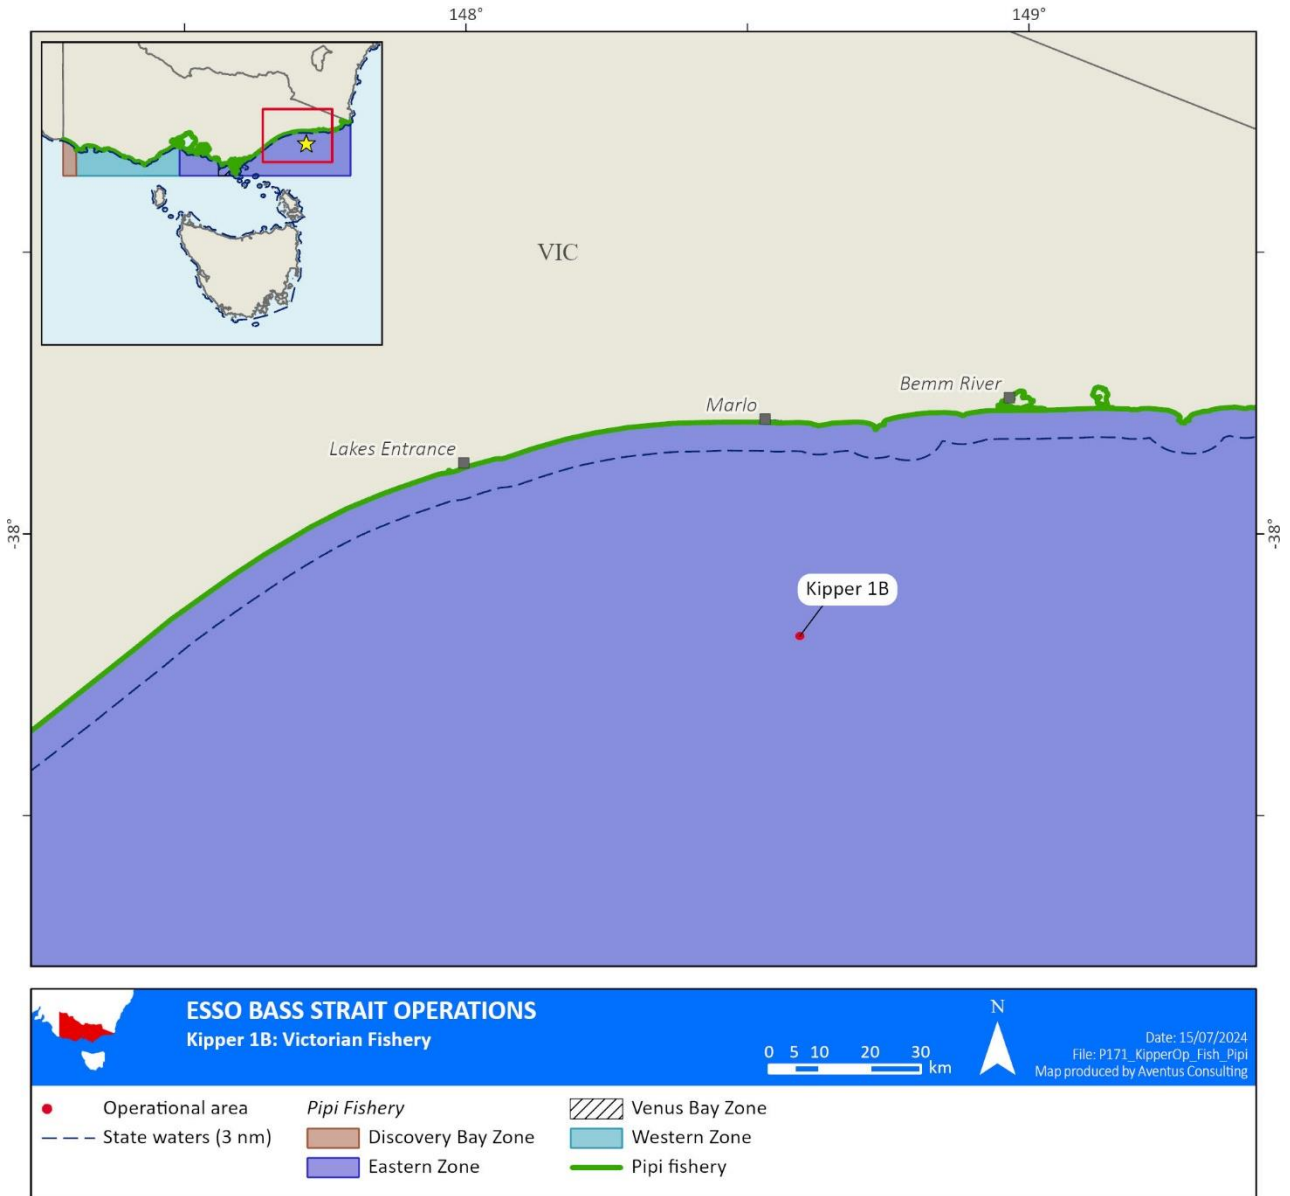 148°
149°
VIC
Bemm River
Marlo
Lakes Entrance
-38°
-38°
Kipper 1B
ESSO BASS STRAIT OPERATIONS
Kipper 1B: Victorian Fishery
0 5 10 20 30
km
N
Date: 15/07/2024
File: P171_KipperOp_Fish_Pipi
Map produced by Aventus Consulting
Operational area
State waters (3 nm)
Pipi Fishery
Discovery Bay Zone
Eastern Zone
Venus Bay Zone
Western Zone
Pipi fishery